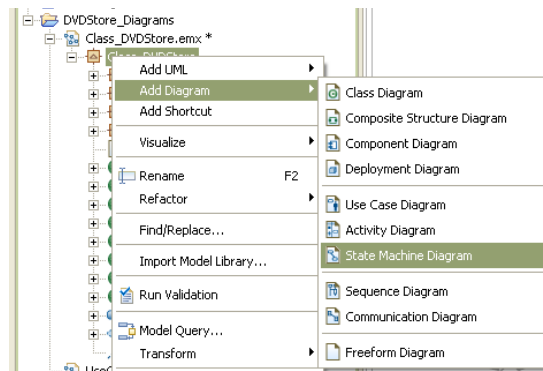 DVDStore_Diagrams
Class_DVDStore.emx *
Class_DVDStore
Add UML
Add Diagram
Add Shortcut
Visualize
Rename F2
Refactor
Find/Replace...
Import Model Library...
Run Validation
Model Query...
Transform
Class Diagram
Composite Structure Diagram
Component Diagram
Deployment Diagram
Use Case Diagram
Activity Diagram
State Machine Diagram
Sequence Diagram
Communication Diagram
Freeform Diagram